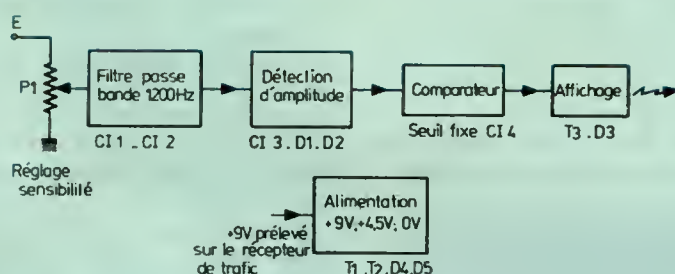 E
P1
Réglage
sensibilité
Filtre passe
bande 1200Hz
CI 1 _ CI 2
Détection
d'amplitude
CI 3 . D1. D2
Comparateur
Seuil fixe CI 4
Affichage
T3 . D3
+9V prélevé
sur le récepteur
de trafic
Alimentation
+9V,+4,5V; 0V
T1 . T2 . D4 . D5